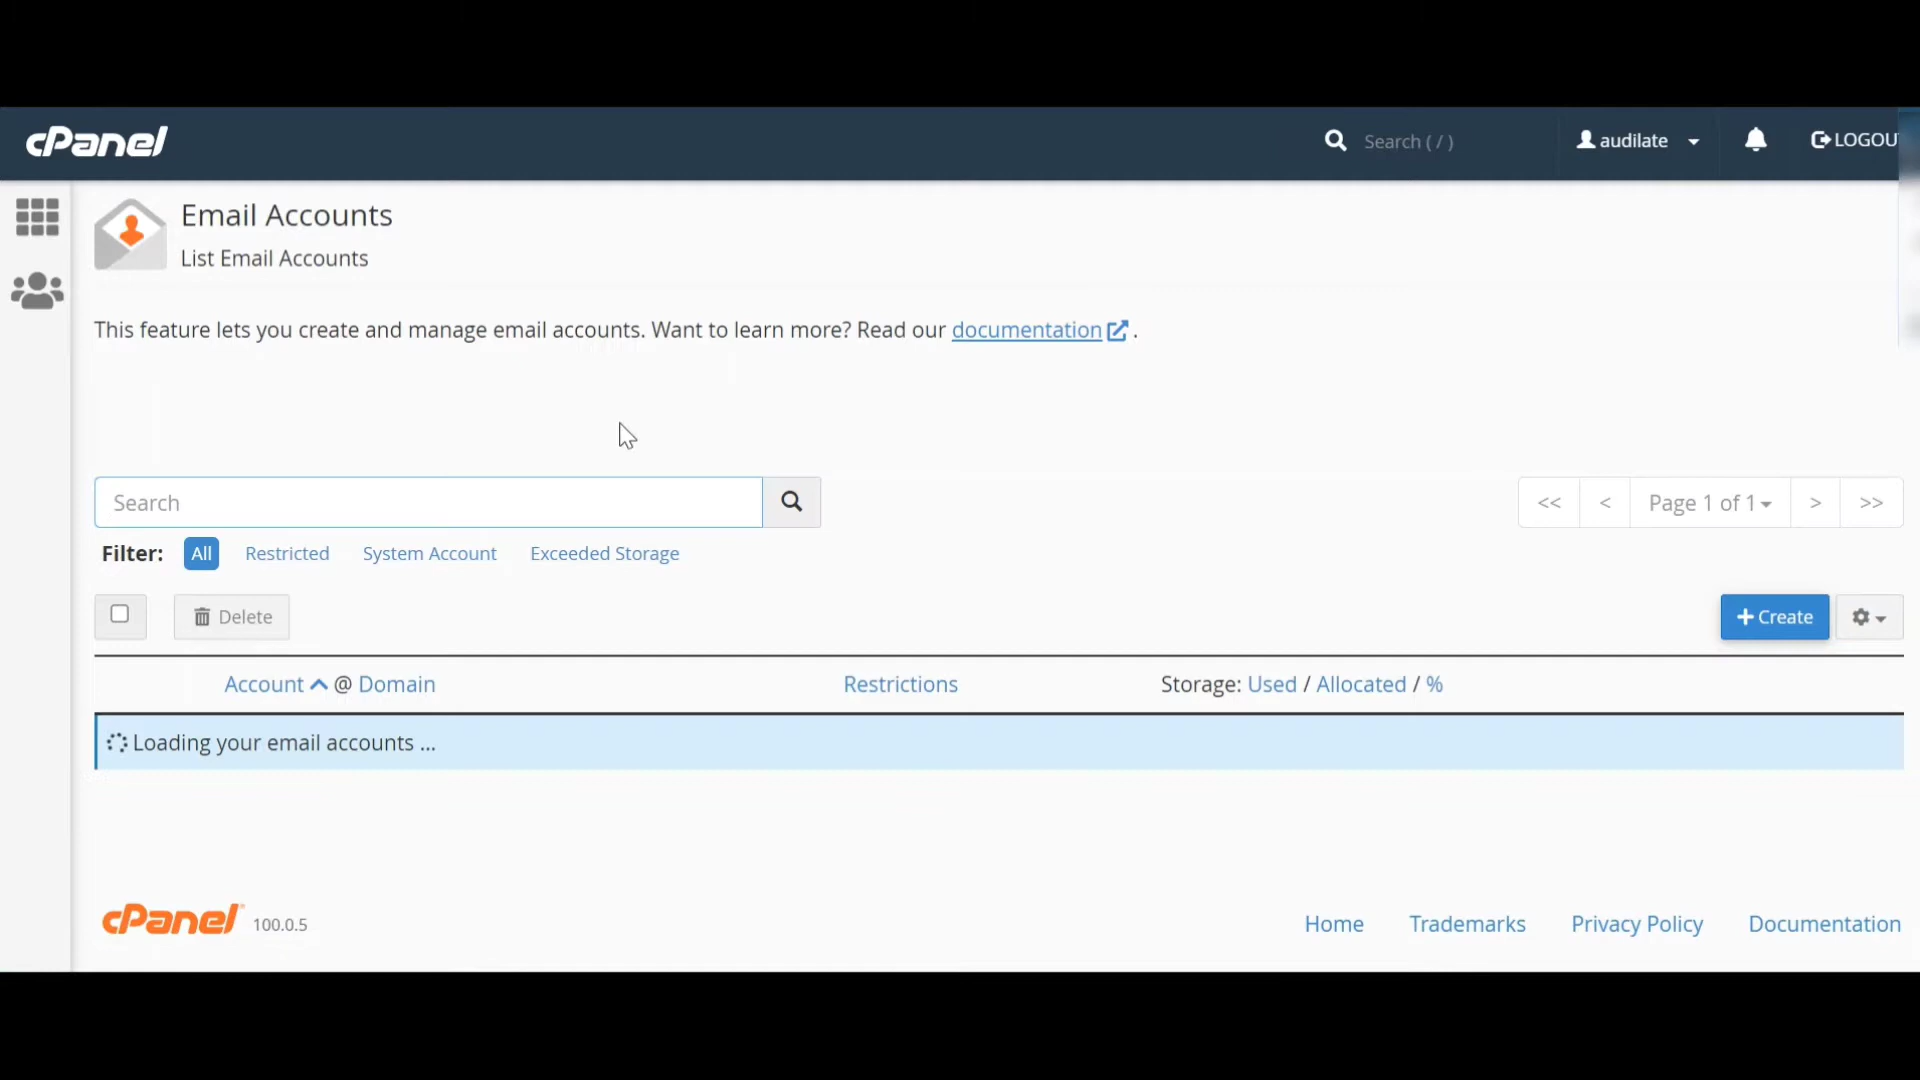 cPanel
Search ( / )
audilate
LOGOU
Email Accounts
List Email Accounts
This feature lets you create and manage email accounts. Want to learn more? Read our documentation .
Search
<< < Page 1 of 1 > >>
Filter: All Restricted System Account Exceeded Storage
Delete
Create
Account @ Domain Restrictions Storage: Used / Allocated / %
Loading your email accounts ...
cPanel 100.0.5
Home Trademarks Privacy Policy Documentation